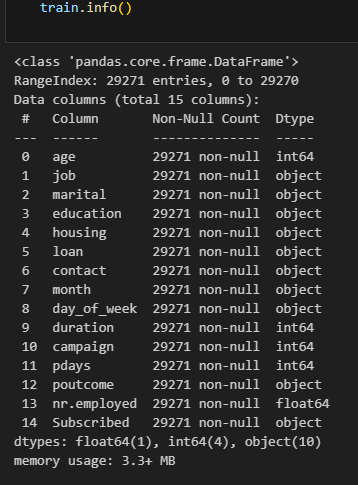 train.info()
<class 'pandas.core.frame.DataFrame'>
RangeIndex: 29271 entries, 0 to 29270
Data columns (total 15 columns):
 #   Column       Non-Null Count  Dtype
---  ------       --------------  -----
 0   age          29271 non-null  int64
 1   job          29271 non-null  object
 2   marital      29271 non-null  object
 3   education    29271 non-null  object
 4   housing      29271 non-null  object
 5   loan         29271 non-null  object
 6   contact      29271 non-null  object
 7   month        29271 non-null  object
 8   day_of_week  29271 non-null  object
 9   duration     29271 non-null  int64
 10  campaign     29271 non-null  int64
 11  pdays        29271 non-null  int64
 12  poutcome     29271 non-null  object
 13  nr.employed  29271 non-null  float64
 14  Subscribed   29271 non-null  object
dtypes: float64(1), int64(4), object(10)
memory usage: 3.3+ MB